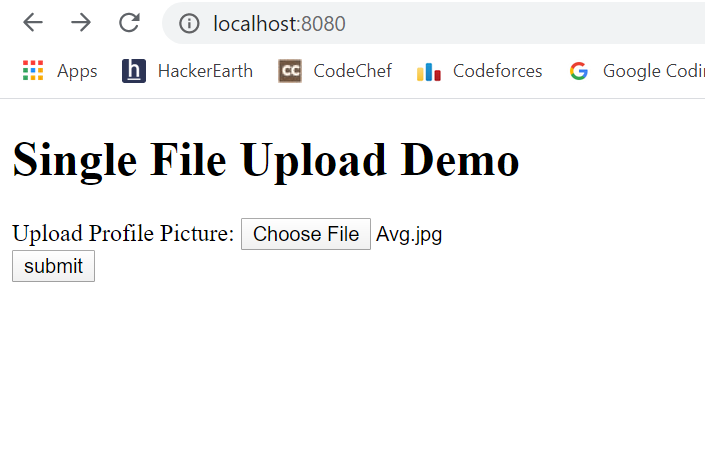 localhost:8080
Apps h HackerEarth CC CodeChef Codeforces G Google Codi
Single File Upload Demo
Upload Profile Picture: Choose File Avg.jpg
submit